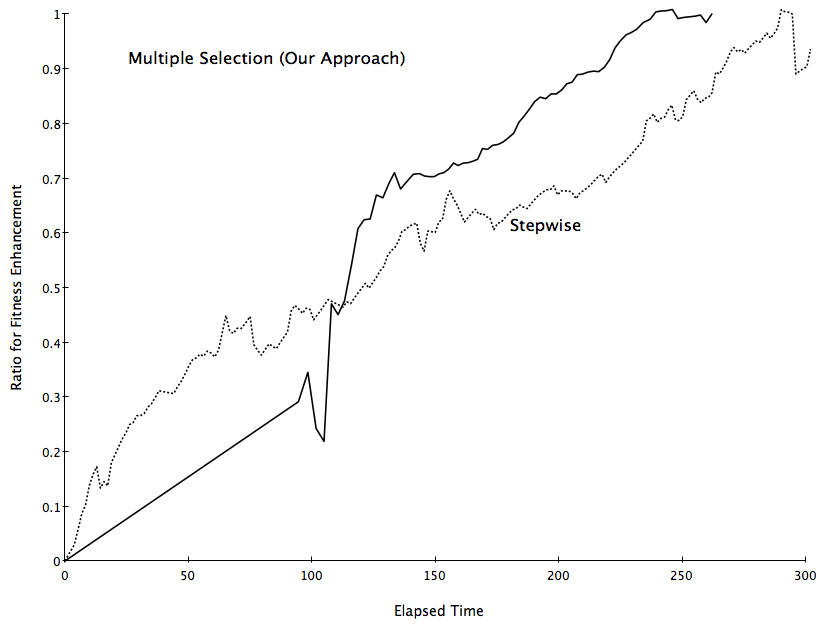 1
Multiple Selection (Our Approach)
0.9
0.8
0.7
0.6
Stepwise
0.5
0.4
0.3
0.2
0.1
0
Ratio for Fitness Enhancement
0 50 100 150 200 250 300
Elapsed Time